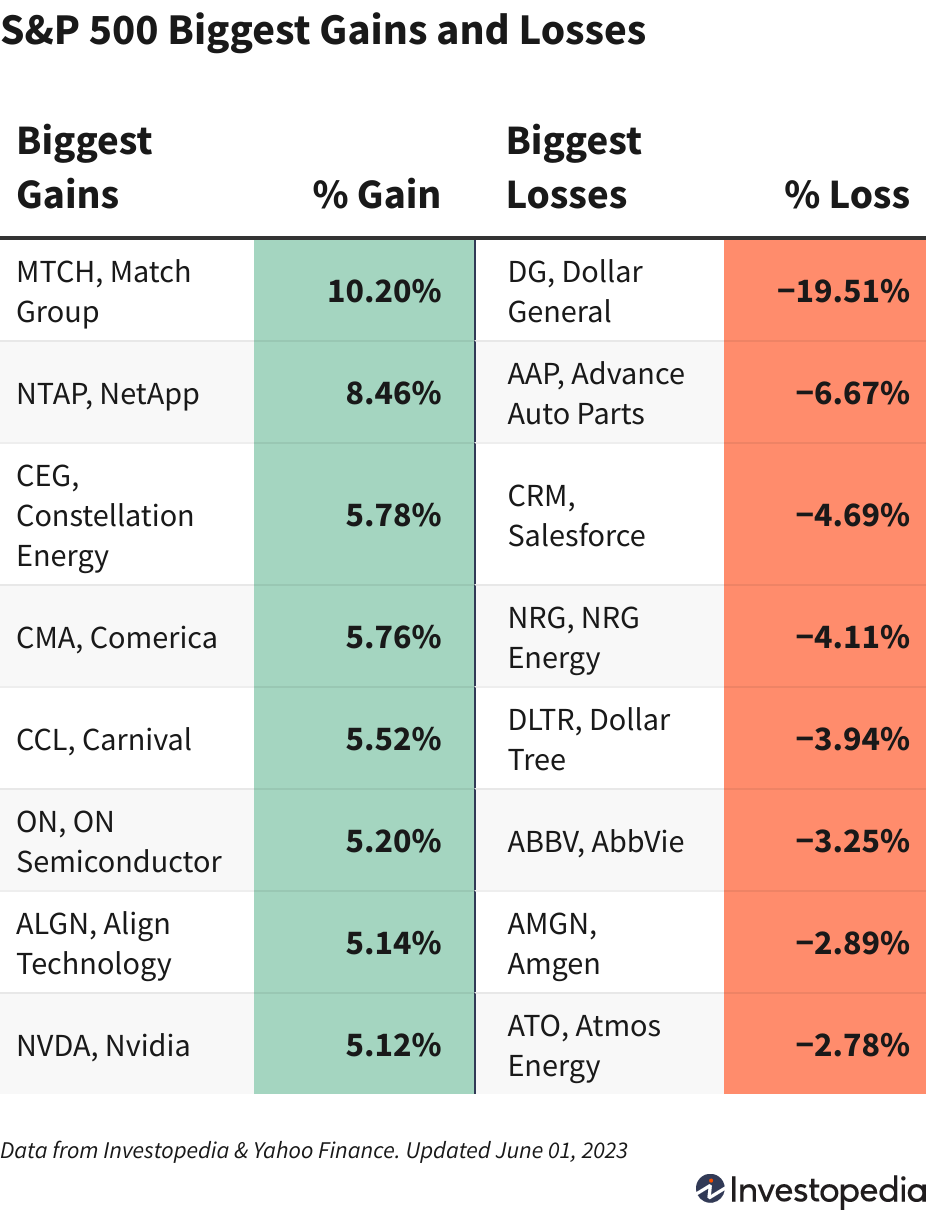 S&P 500 Biggest Gains and Losses
Biggest
Gains
% Gain
Biggest
Losses
% Loss
MTCH, Match
Group
10.20%
DG, Dollar
General
−19.51%
NTAP, NetApp
8.46%
AAP, Advance
Auto Parts
−6.67%
CEG,
Constellation
Energy
5.78%
CRM,
Salesforce
−4.69%
CMA, Comerica
5.76%
NRG, NRG
Energy
−4.11%
CCL, Carnival
5.52%
DLTR, Dollar
Tree
−3.94%
ON, ON
Semiconductor
5.20%
ABBV, AbbVie
−3.25%
ALGN, Align
Technology
5.14%
AMGN,
Amgen
−2.89%
NVDA, Nvidia
5.12%
ATO, Atmos
Energy
−2.78%
Data from Investopedia & Yahoo Finance. Updated June 01, 2023
Investopedia